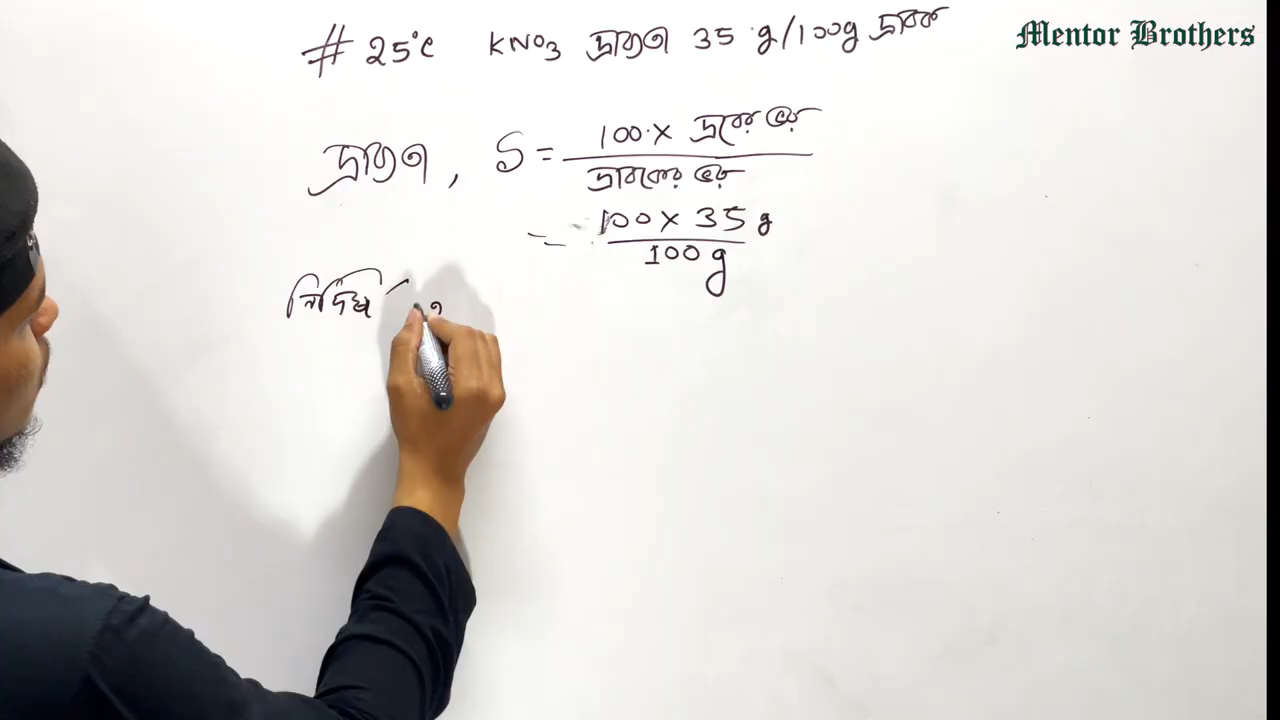 # 25°C KNO3 দ্রাব্যতা 35 g/100g দ্রাবক
Mentor Brothers
দ্রাব্যতা, S = 100 × দ্রবের ভর
দ্রাবকের ভর
= 100 × 35 g
100 g